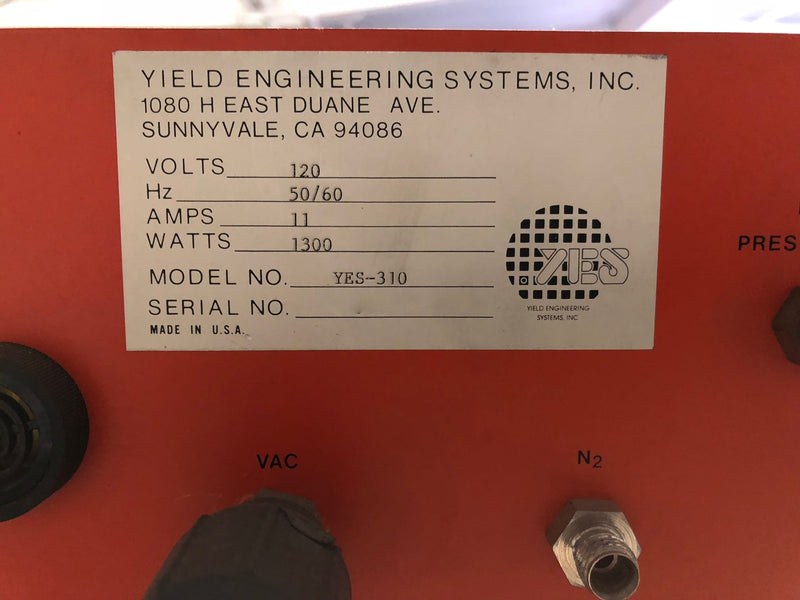 YIELD ENGINEERING SYSTEMS, INC.
1080 H EAST DUANE AVE.
SUNNYVALE, CA 94086
VOLTS 120
Hz 50/60
AMPS 11
WATTS 1300
MODEL NO. YES-310
SERIAL NO.
MADE IN U.S.A.
YES
YIELD ENGINEERING
SYSTEMS, INC
PRES
VAC
N2